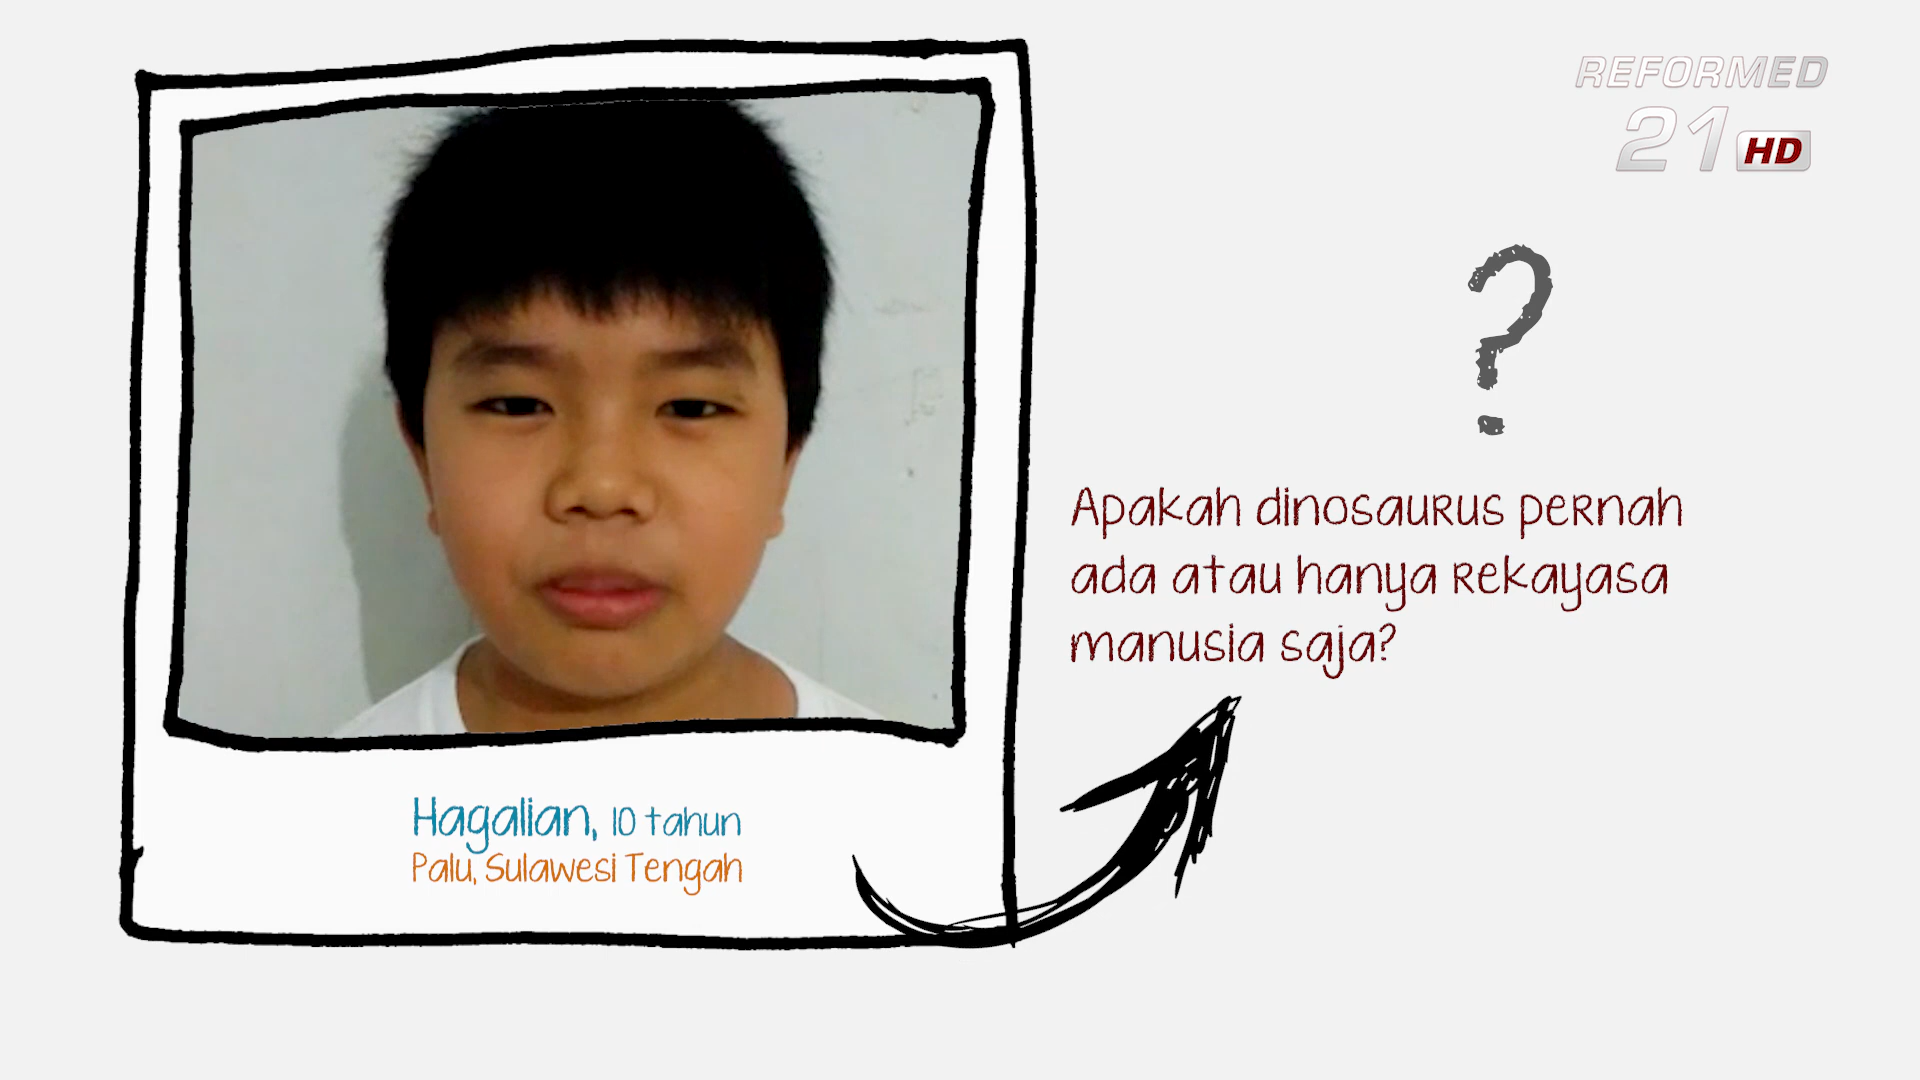 REFORMED
21 HD
?
Apakah dinosaurus pernah
ada atau hanya rekayasa
manusia saja?
Hagalian, 10 tahun
Palu, Sulawesi Tengah